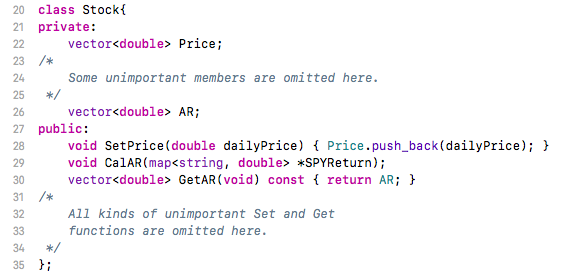 20 class Stock{
21 private:
22     vector<double> Price;
23 /*
24     Some unimportant members are omitted here.
25  */
26     vector<double> AR;
27 public:
28     void SetPrice(double dailyPrice) { Price.push_back(dailyPrice); }
29     void CalAR(map<string, double> *SPYReturn);
30     vector<double> GetAR(void) const { return AR; }
31 /*
32     All kinds of unimportant Set and Get
33     functions are omitted here.
34  */
35 };